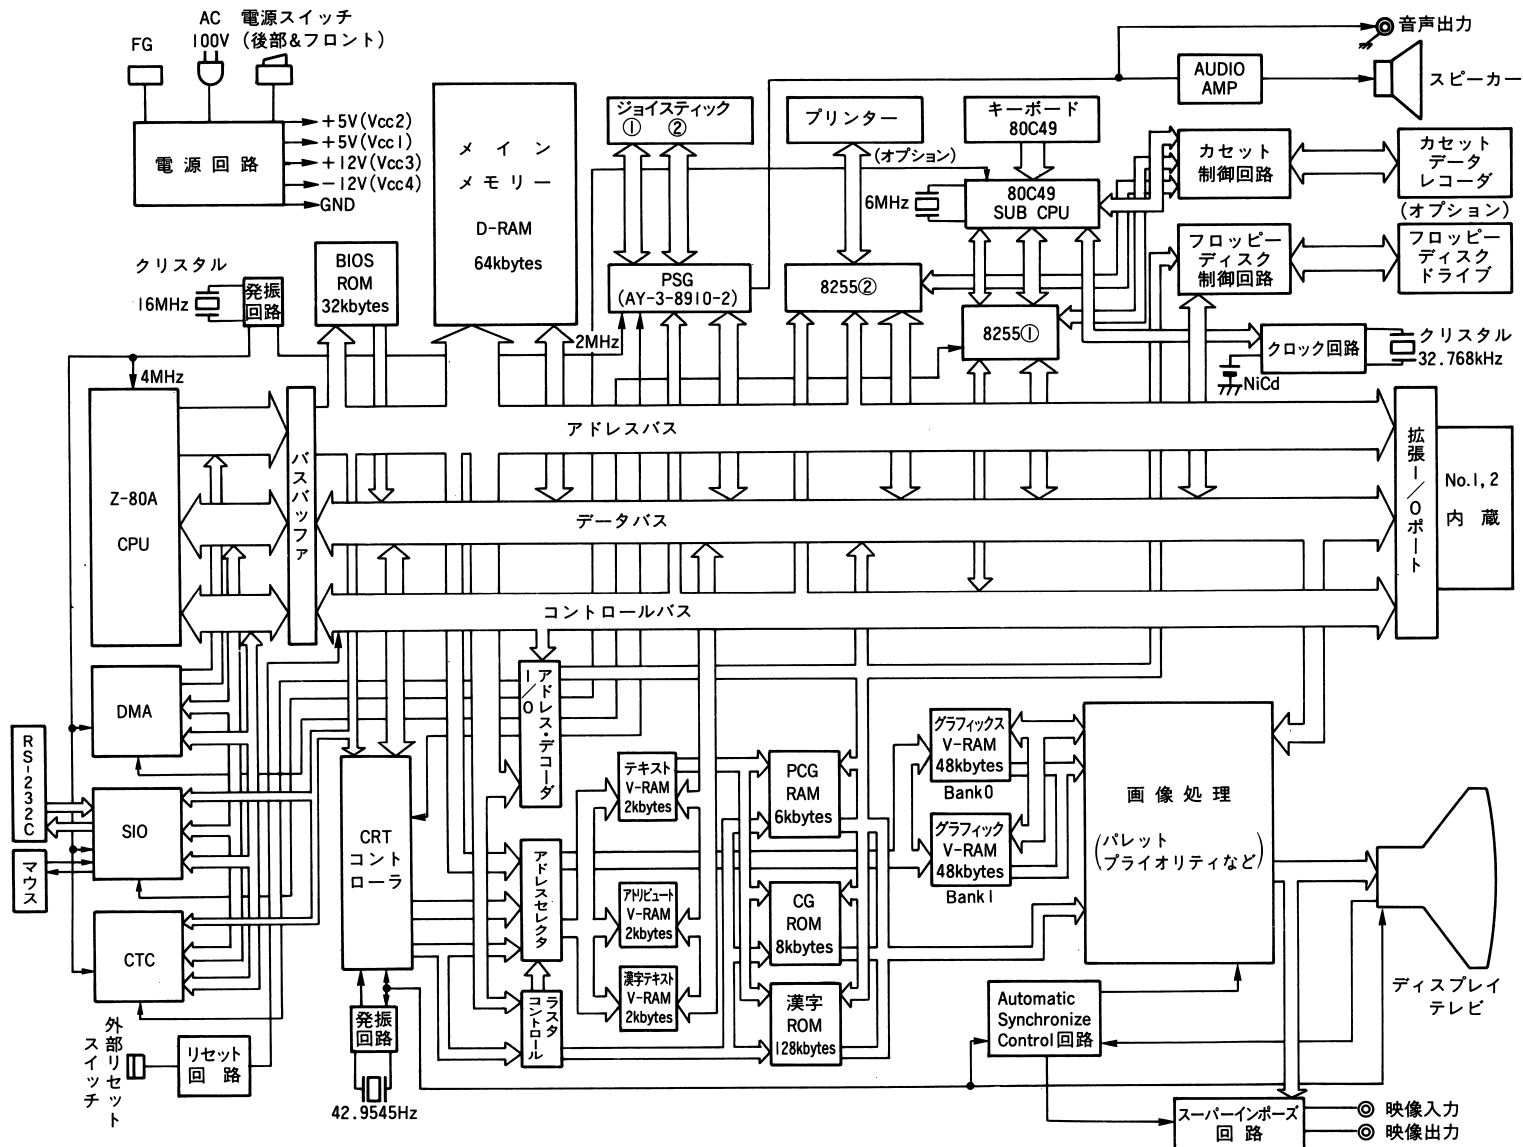 FG
AC
100V
電源スイッチ
(後部&フロント)
電源回路
+5V(Vcc2)
+5V(Vcc1)
+12V(Vcc3)
-12V(Vcc4)
GND
メイン
メモリー
D-RAM
64kbytes
ジョイスティック
① ②
プリンター
(オプション)
キーボード
80C49
AUDIO
AMP
音声出力
スピーカー
6MHz
80C49
SUB CPU
カセット
制御回路
カセット
データ
レコーダ
(オプション)
フロッピー
ディスク
制御回路
フロッピー
ディスク
ドライブ
クリスタル
16MHz
発振
回路
BIOS
ROM
32kbytes
PSG
(AY-3-8910-2)
8255②
8255①
2MHz
クロック回路
クリスタル
32.768kHz
NiCd
4MHz
Z-80A
CPU
バスバッファ
アドレスバス
データバス
コントロールバス
拡張I/Oポート
No.1,2
内蔵
DMA
RS-232C
SIO
マウス
CTC
外部リセット
スイッチ
リセット
回路
CRT
コント
ローラ
発振
回路
42.9545Hz
I/O
アドレス・デコーダ
アドレスセレクタ
ラスタ
コントロール
テキスト
V-RAM
2kbytes
アトリビュート
V-RAM
2kbytes
漢字テキスト
V-RAM
2kbytes
PCG
RAM
6kbytes
CG
ROM
8kbytes
漢字
ROM
128kbytes
グラフィックス
V-RAM
48kbytes
Bank0
グラフィック
V-RAM
48kbytes
Bank1
画像処理
(パレット
プライオリティなど)
Automatic
Synchronize
Control回路
ディスプレイ
テレビ
スーパーインポーズ
回路
映像入力
映像出力